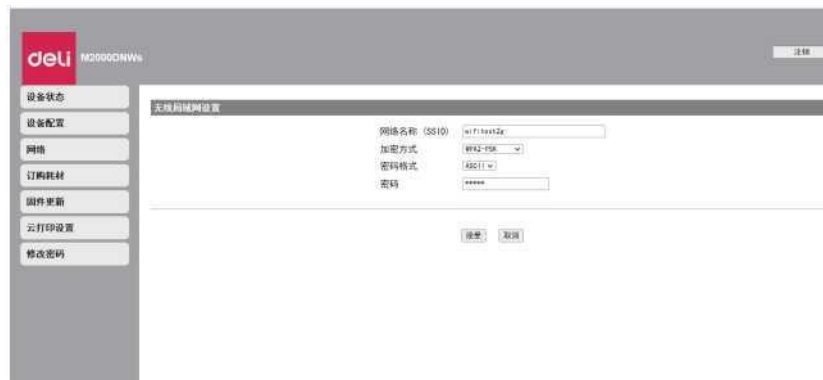 deli M2000DNWs
注销
设备状态
设备配置
网络
订购耗材
固件更新
云打印设置
修改密码
无线局域网设置
网络名称 (SSID)
加密方式 WPA2-PSK
密码格式 ASCII
密码 *****
接受 取消